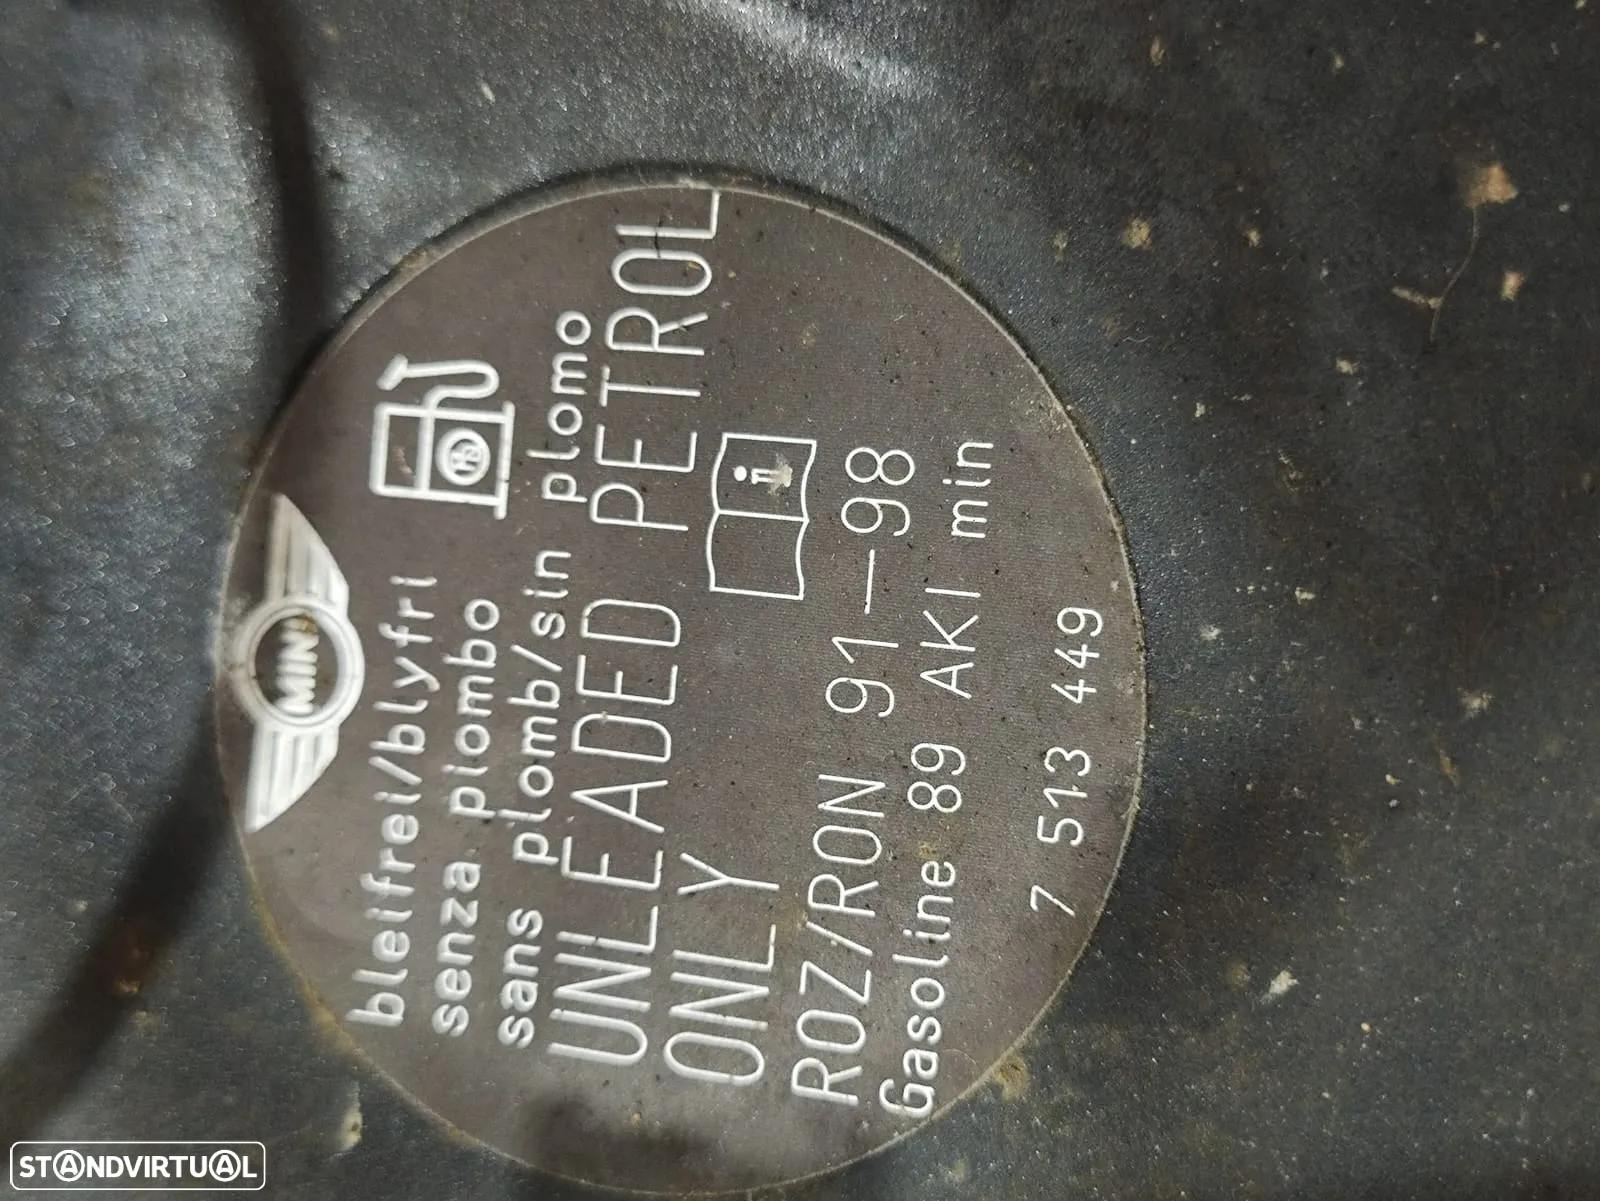 MINI
bleifrei/blyfri
senza piombo
sans plomb/sin plomo
UNLEADED PETROL
ONLY
ROZ/RON 91-98
Gasoline 89 AKI min
7 513 449
STANDVIRTUAL